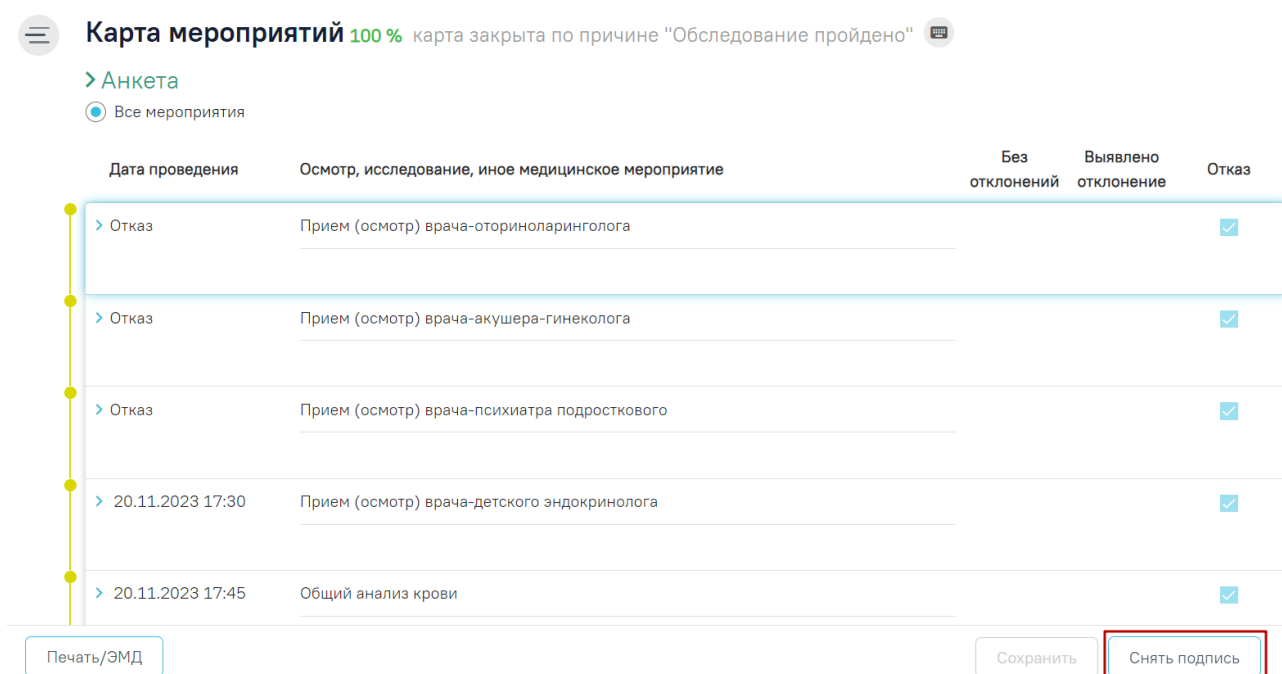 Карта мероприятий 100 % карта закрыта по причине "Обследование пройдено"
Анкета
Все мероприятия
Дата проведения Осмотр, исследование, иное медицинское мероприятие Без отклонений Выявлено отклонение Отказ
Отказ Прием (осмотр) врача-оториноларинголога
Отказ Прием (осмотр) врача-акушера-гинеколога
Отказ Прием (осмотр) врача-психиатра подросткового
20.11.2023 17:30 Прием (осмотр) врача-детского эндокринолога
20.11.2023 17:45 Общий анализ крови
Печать/ЭМД Сохранить Снять подпись